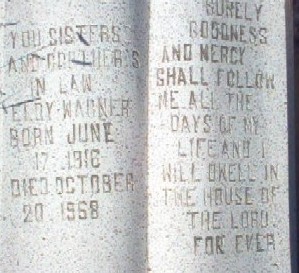 YOU SISTERS
AND BROTHERS
IN LAW
LEROY WAGNER
BORN JUNE
17 1916
DIED OCTOBER
20 1968
SURELY
GOODNESS
AND MERCY
SHALL FOLLOW
ME ALL THE
DAYS OF MY
LIFE AND I
WILL DWELL IN
THE HOUSE OF
THE LORD
FOR EVER